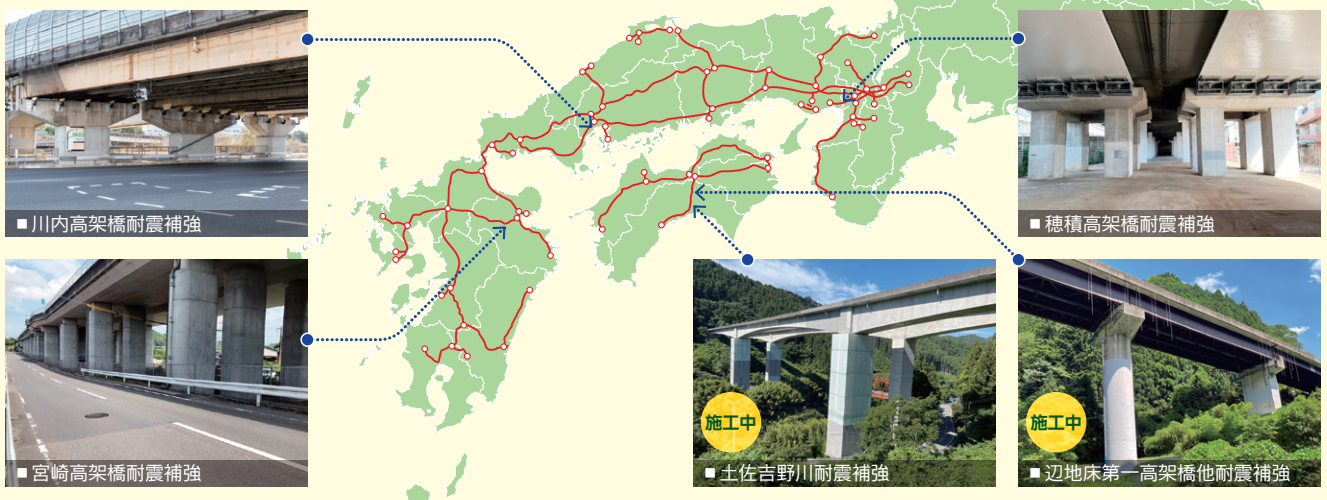 ■川内高架橋耐震補強
■穂積高架橋耐震補強
■宮崎高架橋耐震補強
施工中
■土佐吉野川耐震補強
施工中
■辺地床第一高架橋他耐震補強